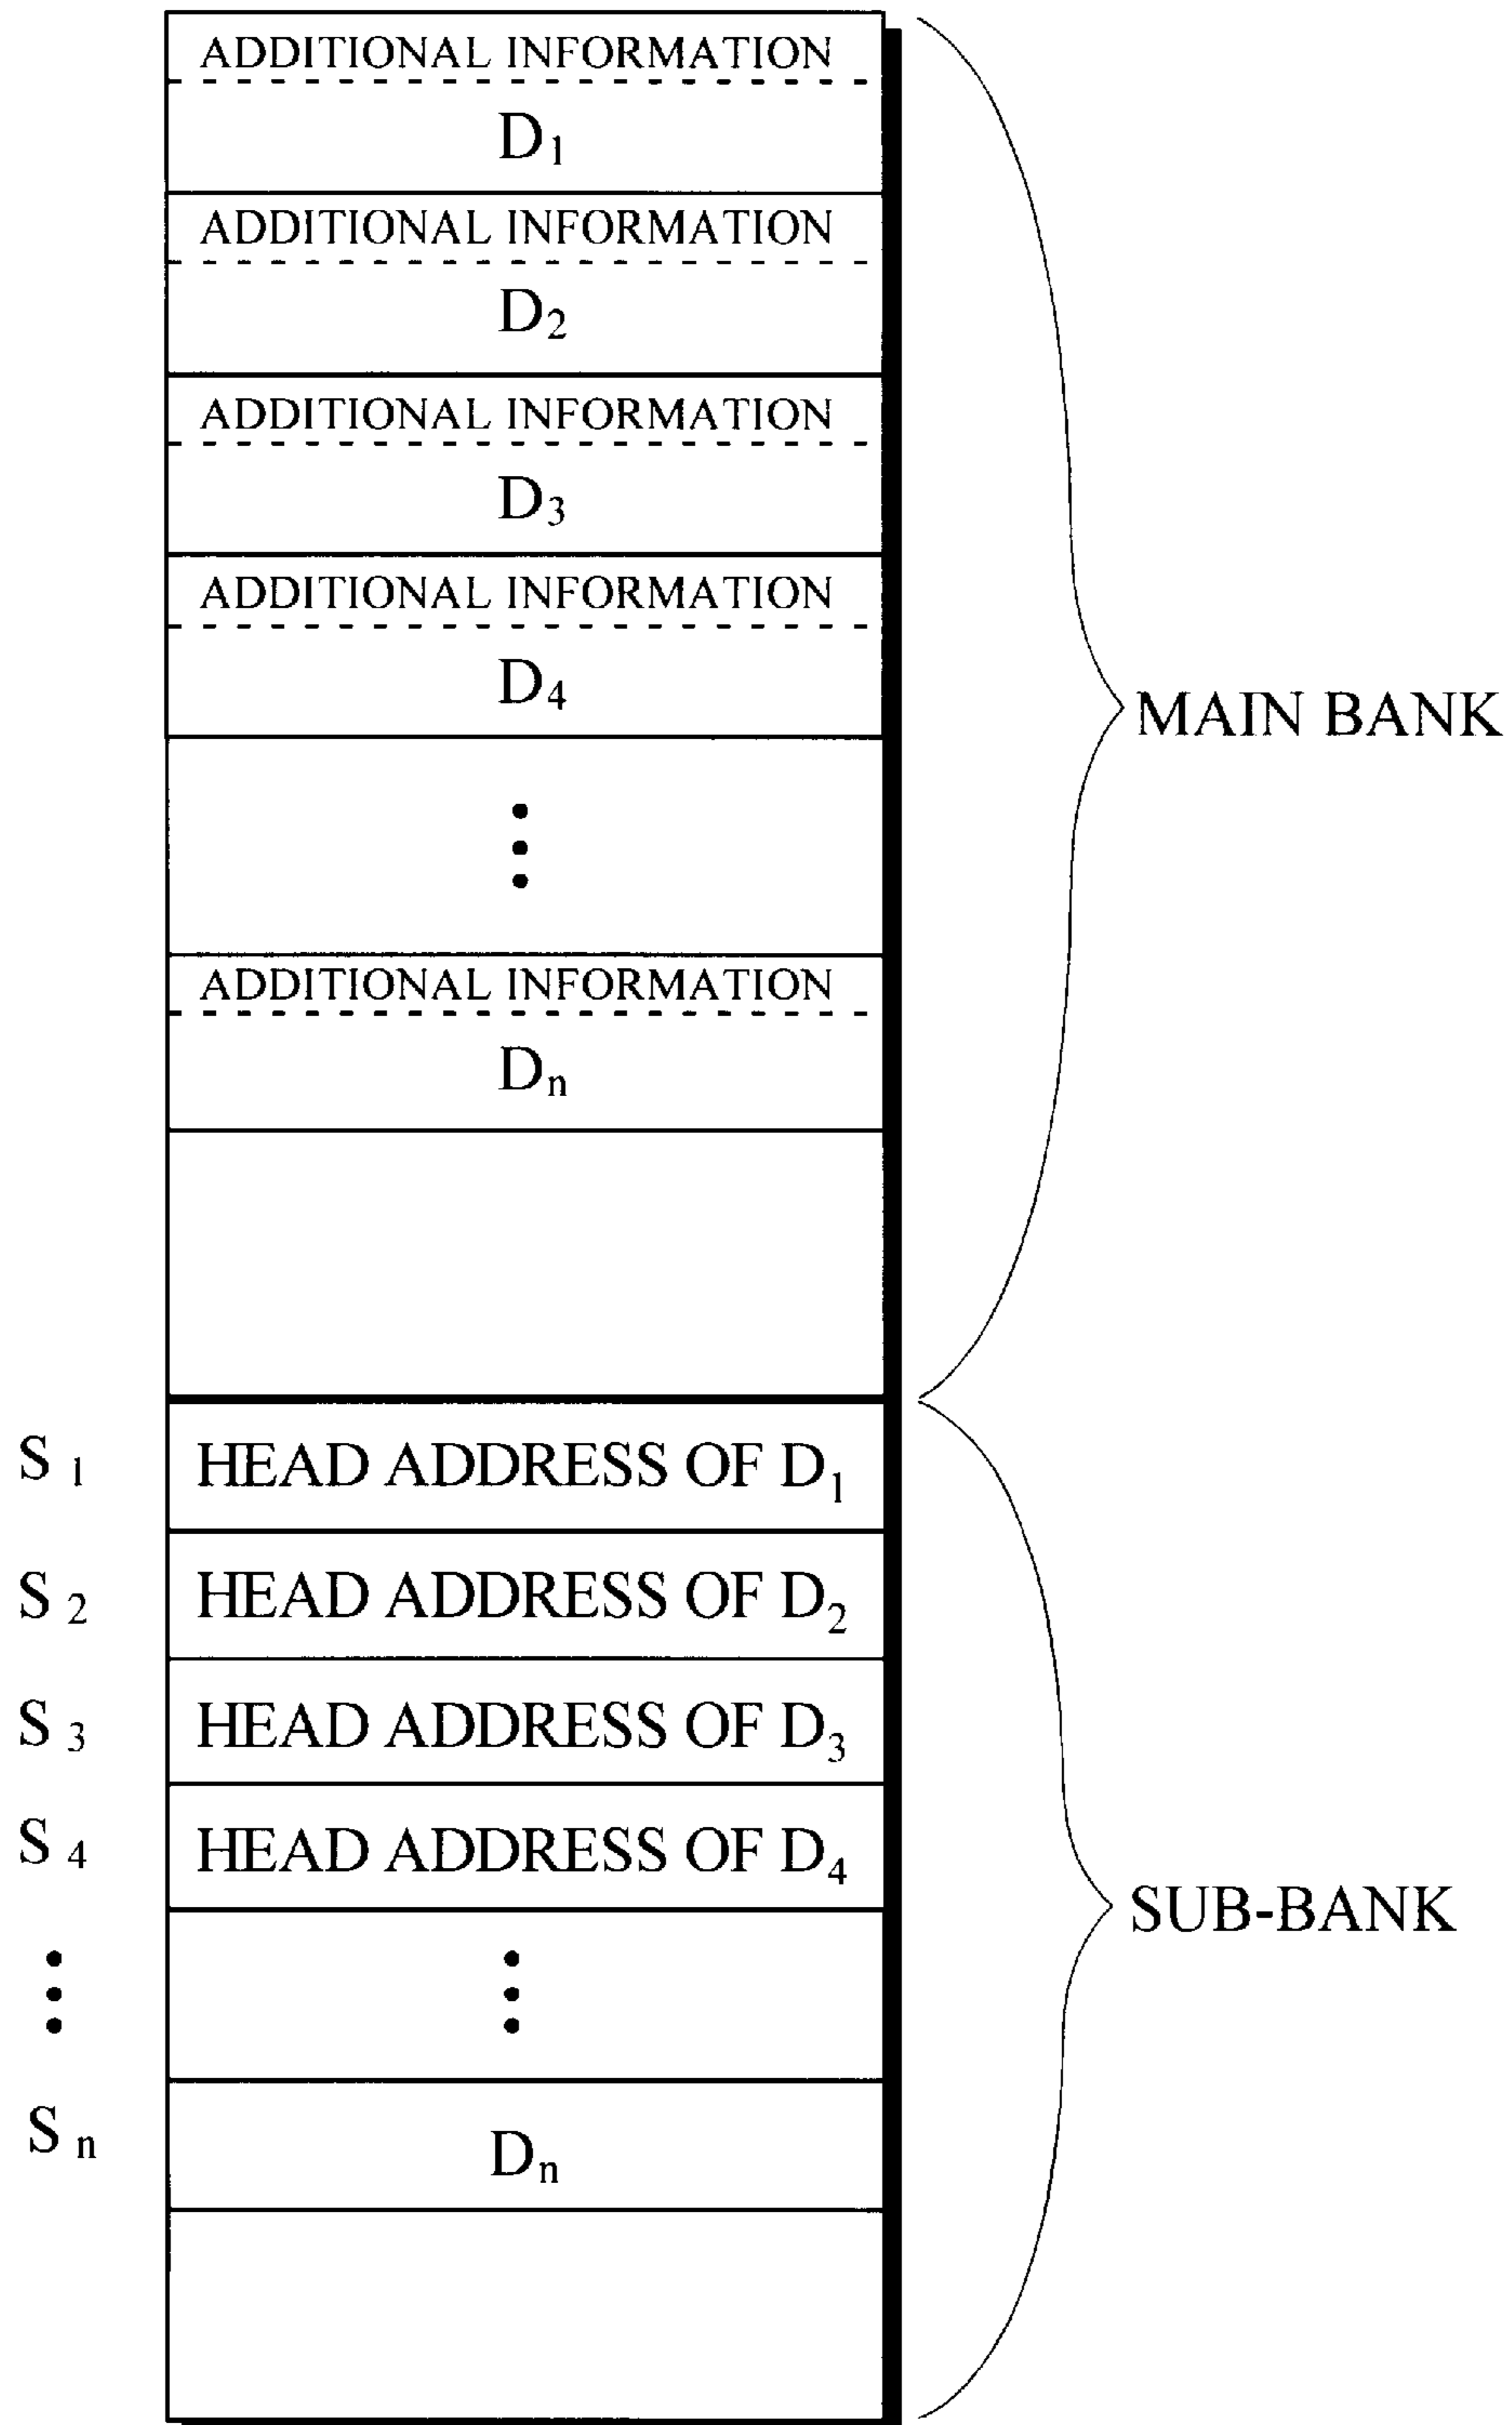 ADDITIONAL INFORMATION
D₁
ADDITIONAL INFORMATION
D₂
ADDITIONAL INFORMATION
D₃
ADDITIONAL INFORMATION
D₄
MAIN BANK
ADDITIONAL INFORMATION
Dₙ
S₁ HEAD ADDRESS OF D₁
S₂ HEAD ADDRESS OF D₂
S₃ HEAD ADDRESS OF D₃
S₄ HEAD ADDRESS OF D₄
SUB-BANK
Sₙ Dₙ